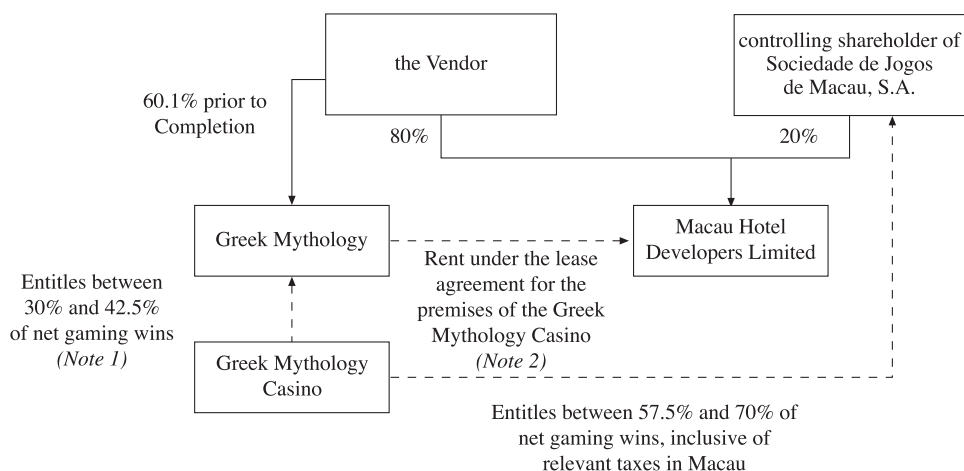 the Vendor
controlling shareholder of
Sociedade de Jogos
de Macau, S.A.
60.1% prior to
Completion
80%
20%
Greek Mythology
Macau Hotel
Developers Limited
Rent under the lease
agreement for the
premises of the Greek
Mythology Casino
(Note 2)
Entitles between
30% and 42.5%
of net gaming wins
(Note 1)
Greek Mythology
Casino
Entitles between 57.5% and 70% of
net gaming wins, inclusive of
relevant taxes in Macau